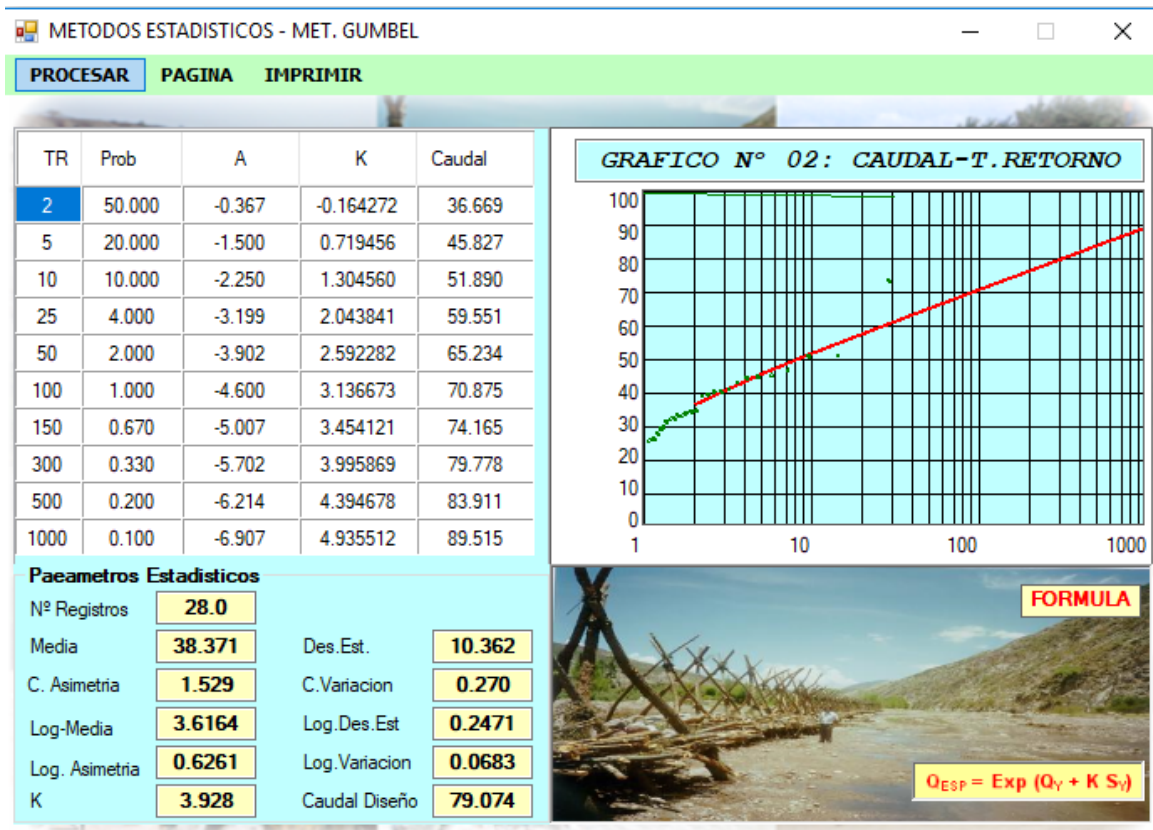 METODOS ESTADISTICOS - MET. GUMBEL
PROCESAR PAGINA IMPRIMIR
TR Prob A K Caudal
2 50.000 -0.367 -0.164272 36.669
5 20.000 -1.500 0.719456 45.827
10 10.000 -2.250 1.304560 51.890
25 4.000 -3.199 2.043841 59.551
50 2.000 -3.902 2.592282 65.234
100 1.000 -4.600 3.136673 70.875
150 0.670 -5.007 3.454121 74.165
300 0.330 -5.702 3.995869 79.778
500 0.200 -6.214 4.394678 83.911
1000 0.100 -6.907 4.935512 89.515
GRAFICO Nº 02: CAUDAL-T.RETORNO
100
90
80
70
60
50
40
30
20
10
0
1 10 100 1000
Paeametros Estadisticos
Nº Registros 28.0
Media 38.371 Des.Est. 10.362
C. Asimetria 1.529 C.Variacion 0.270
Log-Media 3.6164 Log.Des.Est 0.2471
Log. Asimetria 0.6261 Log.Variacion 0.0683
K 3.928 Caudal Diseño 79.074
FORMULA
Q_ESP = Exp (Q_Y + K S_Y)